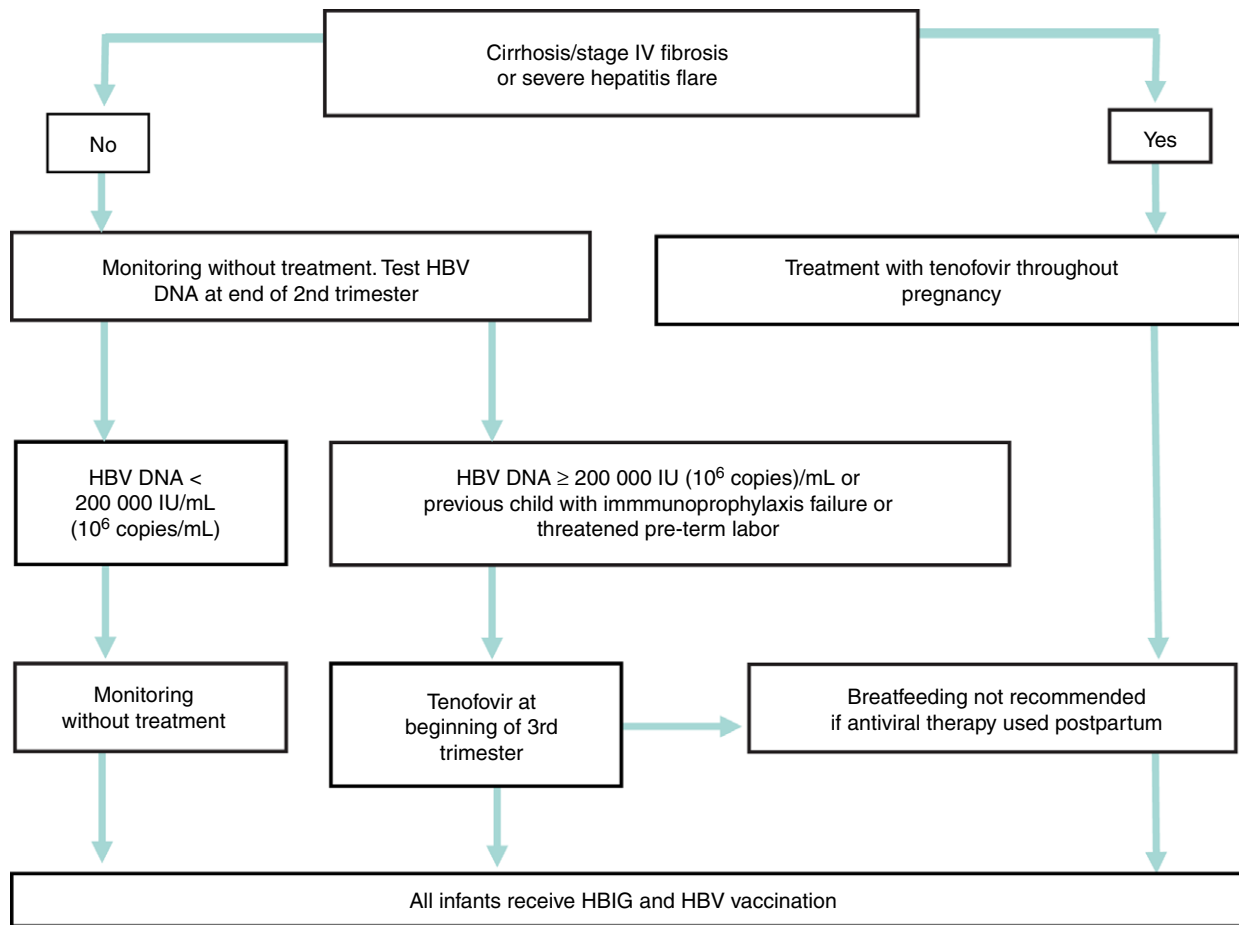 Cirrhosis/stage IV fibrosis
or severe hepatitis flare
No
Yes
Monitoring without treatment. Test HBV
DNA at end of 2nd trimester
Treatment with tenofovir throughout
pregnancy
HBV DNA <
200 000 IU/mL
(10⁶ copies/mL)
HBV DNA ≥ 200 000 IU (10⁶ copies)/mL or
previous child with immmunoprophylaxis failure or
threatened pre-term labor
Monitoring
without treatment
Tenofovir at
beginning of 3rd
trimester
Breatfeeding not recommended
if antiviral therapy used postpartum
All infants receive HBIG and HBV vaccination